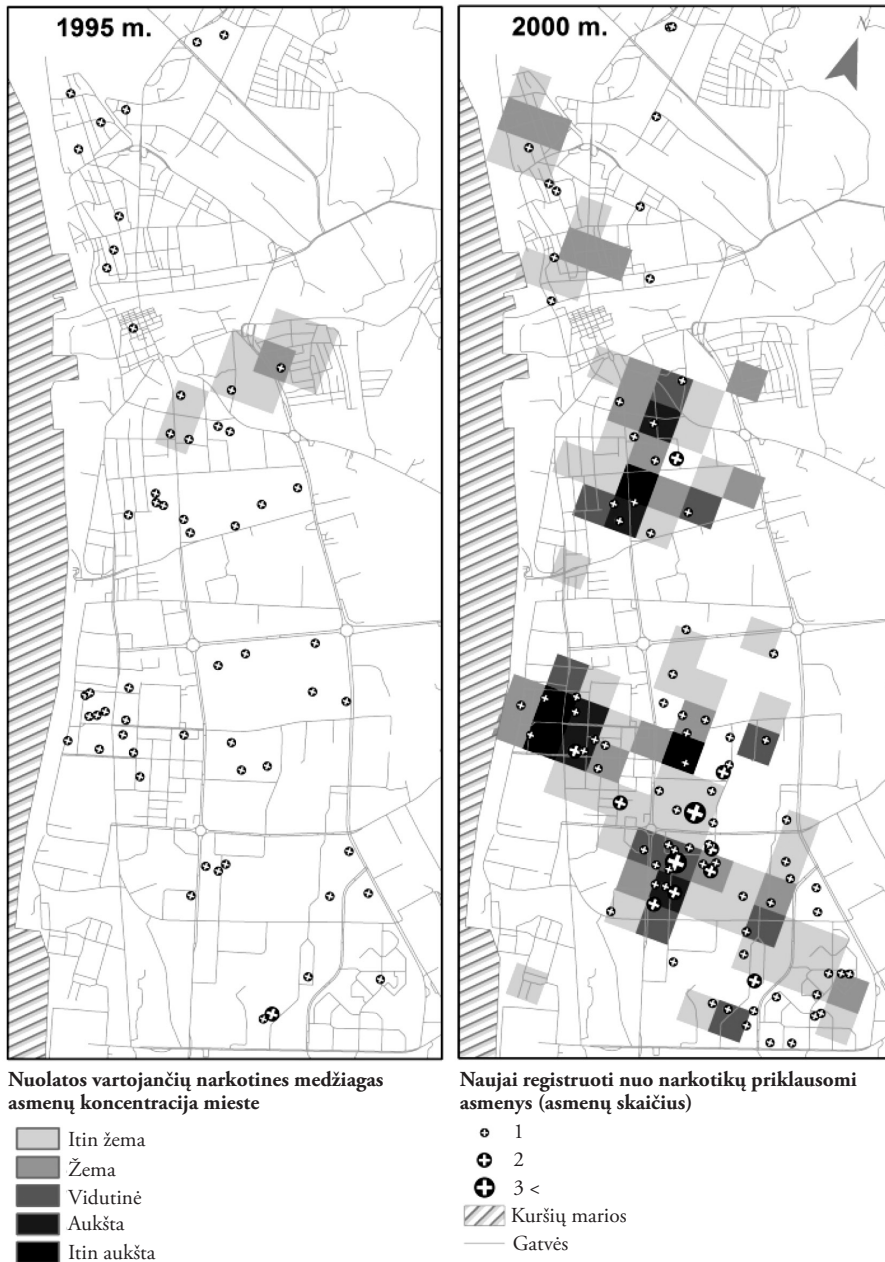 1995 m.
2000 m.
N
Nuolatos vartojančių narkotines medžiagas
asmenų koncentracija mieste
Itin žema
Žema
Vidutinė
Aukšta
Itin aukšta
Naujai registruoti nuo narkotikų priklausomi
asmenys (asmenų skaičius)
1
2
3 <
Kuršių marios
Gatvės